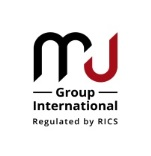 MJ
Group
International
Regulated by RICS